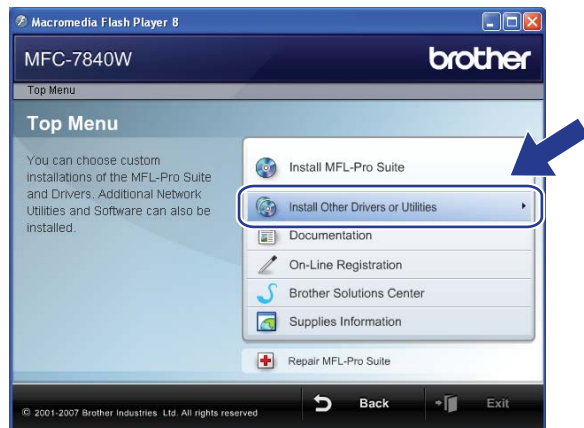 Macromedia Flash Player 8
MFC-7840W
brother
Top Menu
Top Menu
You can choose custom
installations of the MFL-Pro Suite
and Drivers. Additional Network
Utilities and Software can also be
installed.
Install MFL-Pro Suite
Install Other Drivers or Utilities
Documentation
On-Line Registration
Brother Solutions Center
Supplies Information
Repair MFL-Pro Suite
© 2001-2007 Brother Industries Ltd. All rights reserved
Back
Exit